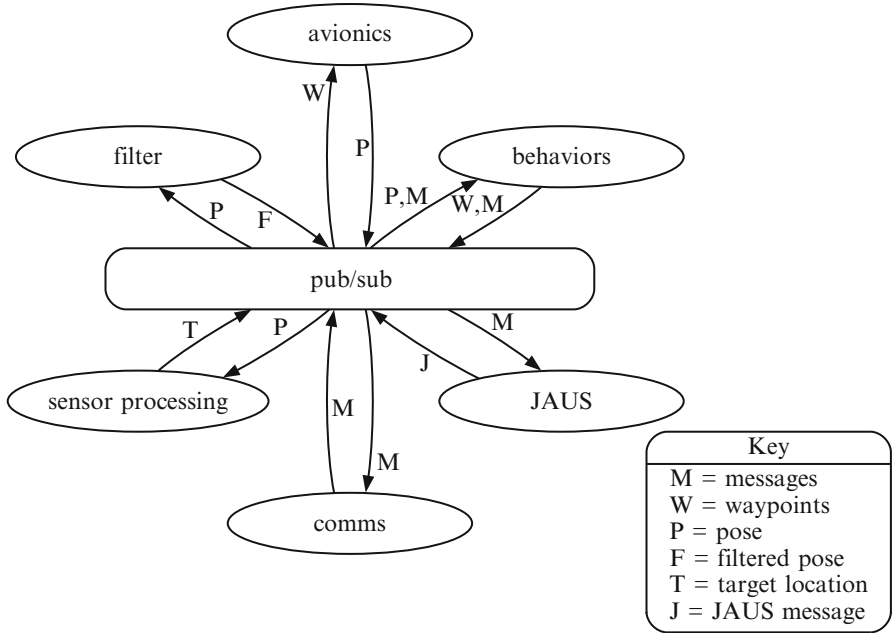 avionics
W
P
filter
behaviors
P
F
P,M
W,M
pub/sub
T
P
M
J
sensor processing
M
M
JAUS
comms
Key
M = messages
W = waypoints
P = pose
F = filtered pose
T = target location
J = JAUS message